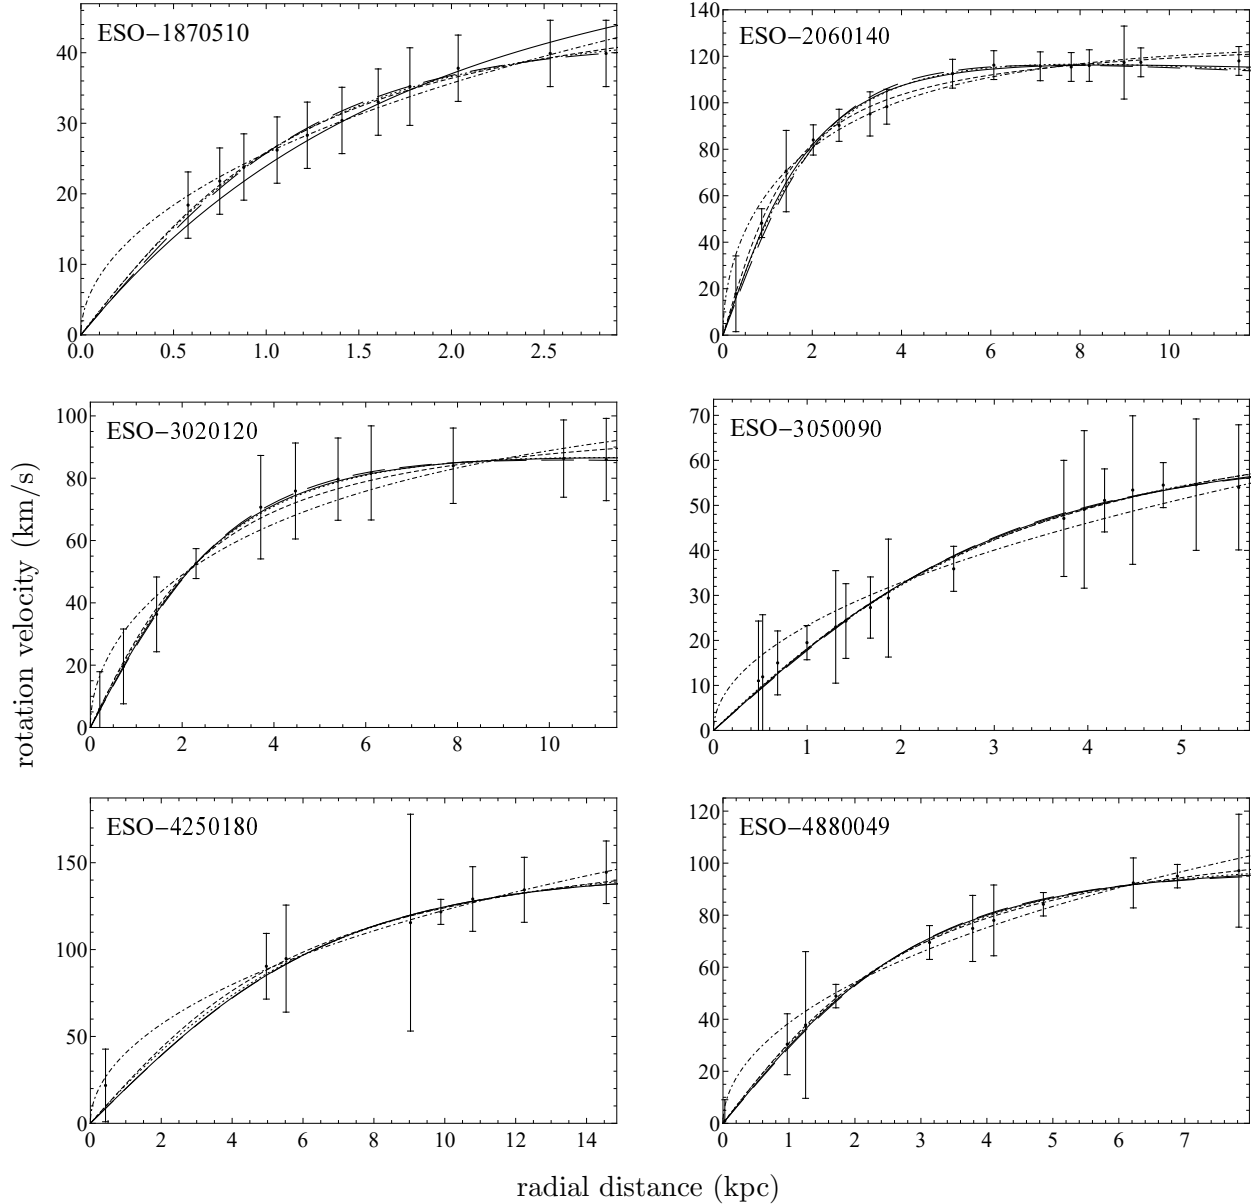 ESO−1870510
0
10
20
30
40
0.0 0.5 1.0 1.5 2.0 2.5
ESO−2060140
0
20
40
60
80
100
120
140
0 2 4 6 8 10
ESO−3020120
0
20
40
60
80
100
0 2 4 6 8 10
ESO−3050090
0
10
20
30
40
50
60
70
0 1 2 3 4 5
ESO−4250180
0
50
100
150
0 2 4 6 8 10 12 14
ESO−4880049
0
20
40
60
80
100
120
0 1 2 3 4 5 6 7
rotation velocity (km/s)
radial distance (kpc)